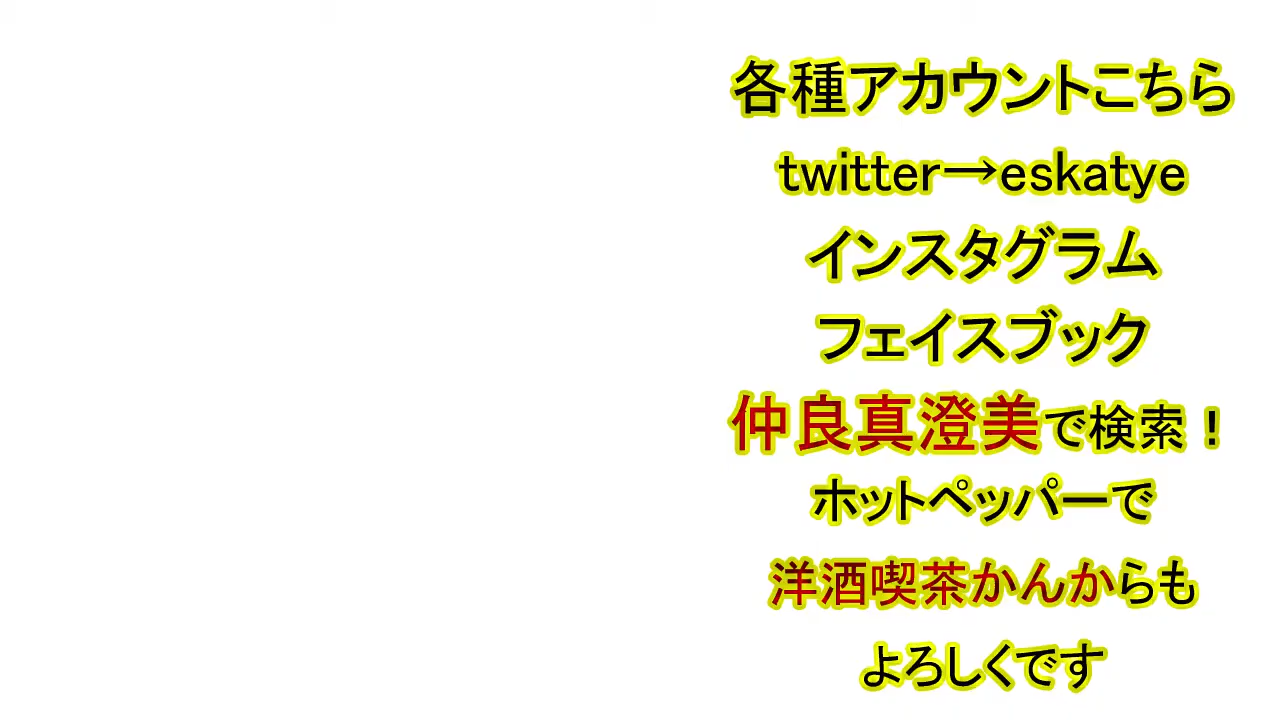 各種アカウントこちら
twitter→eskatye
インスタグラム
フェイスブック
仲良真澄美で検索！
ホットペッパーで
洋酒喫茶かんからも
よろしくです